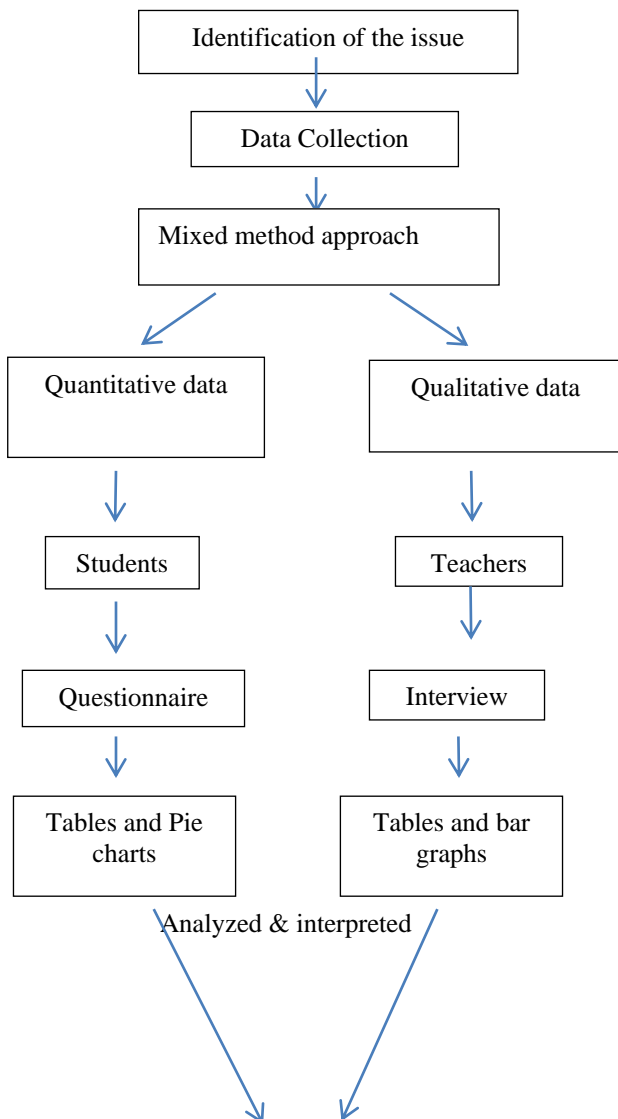 Identification of the issue
Data Collection
Mixed method approach
Quantitative data
Qualitative data
Students
Teachers
Questionnaire
Interview
Tables and Pie
charts
Tables and bar
graphs
Analyzed & interpreted